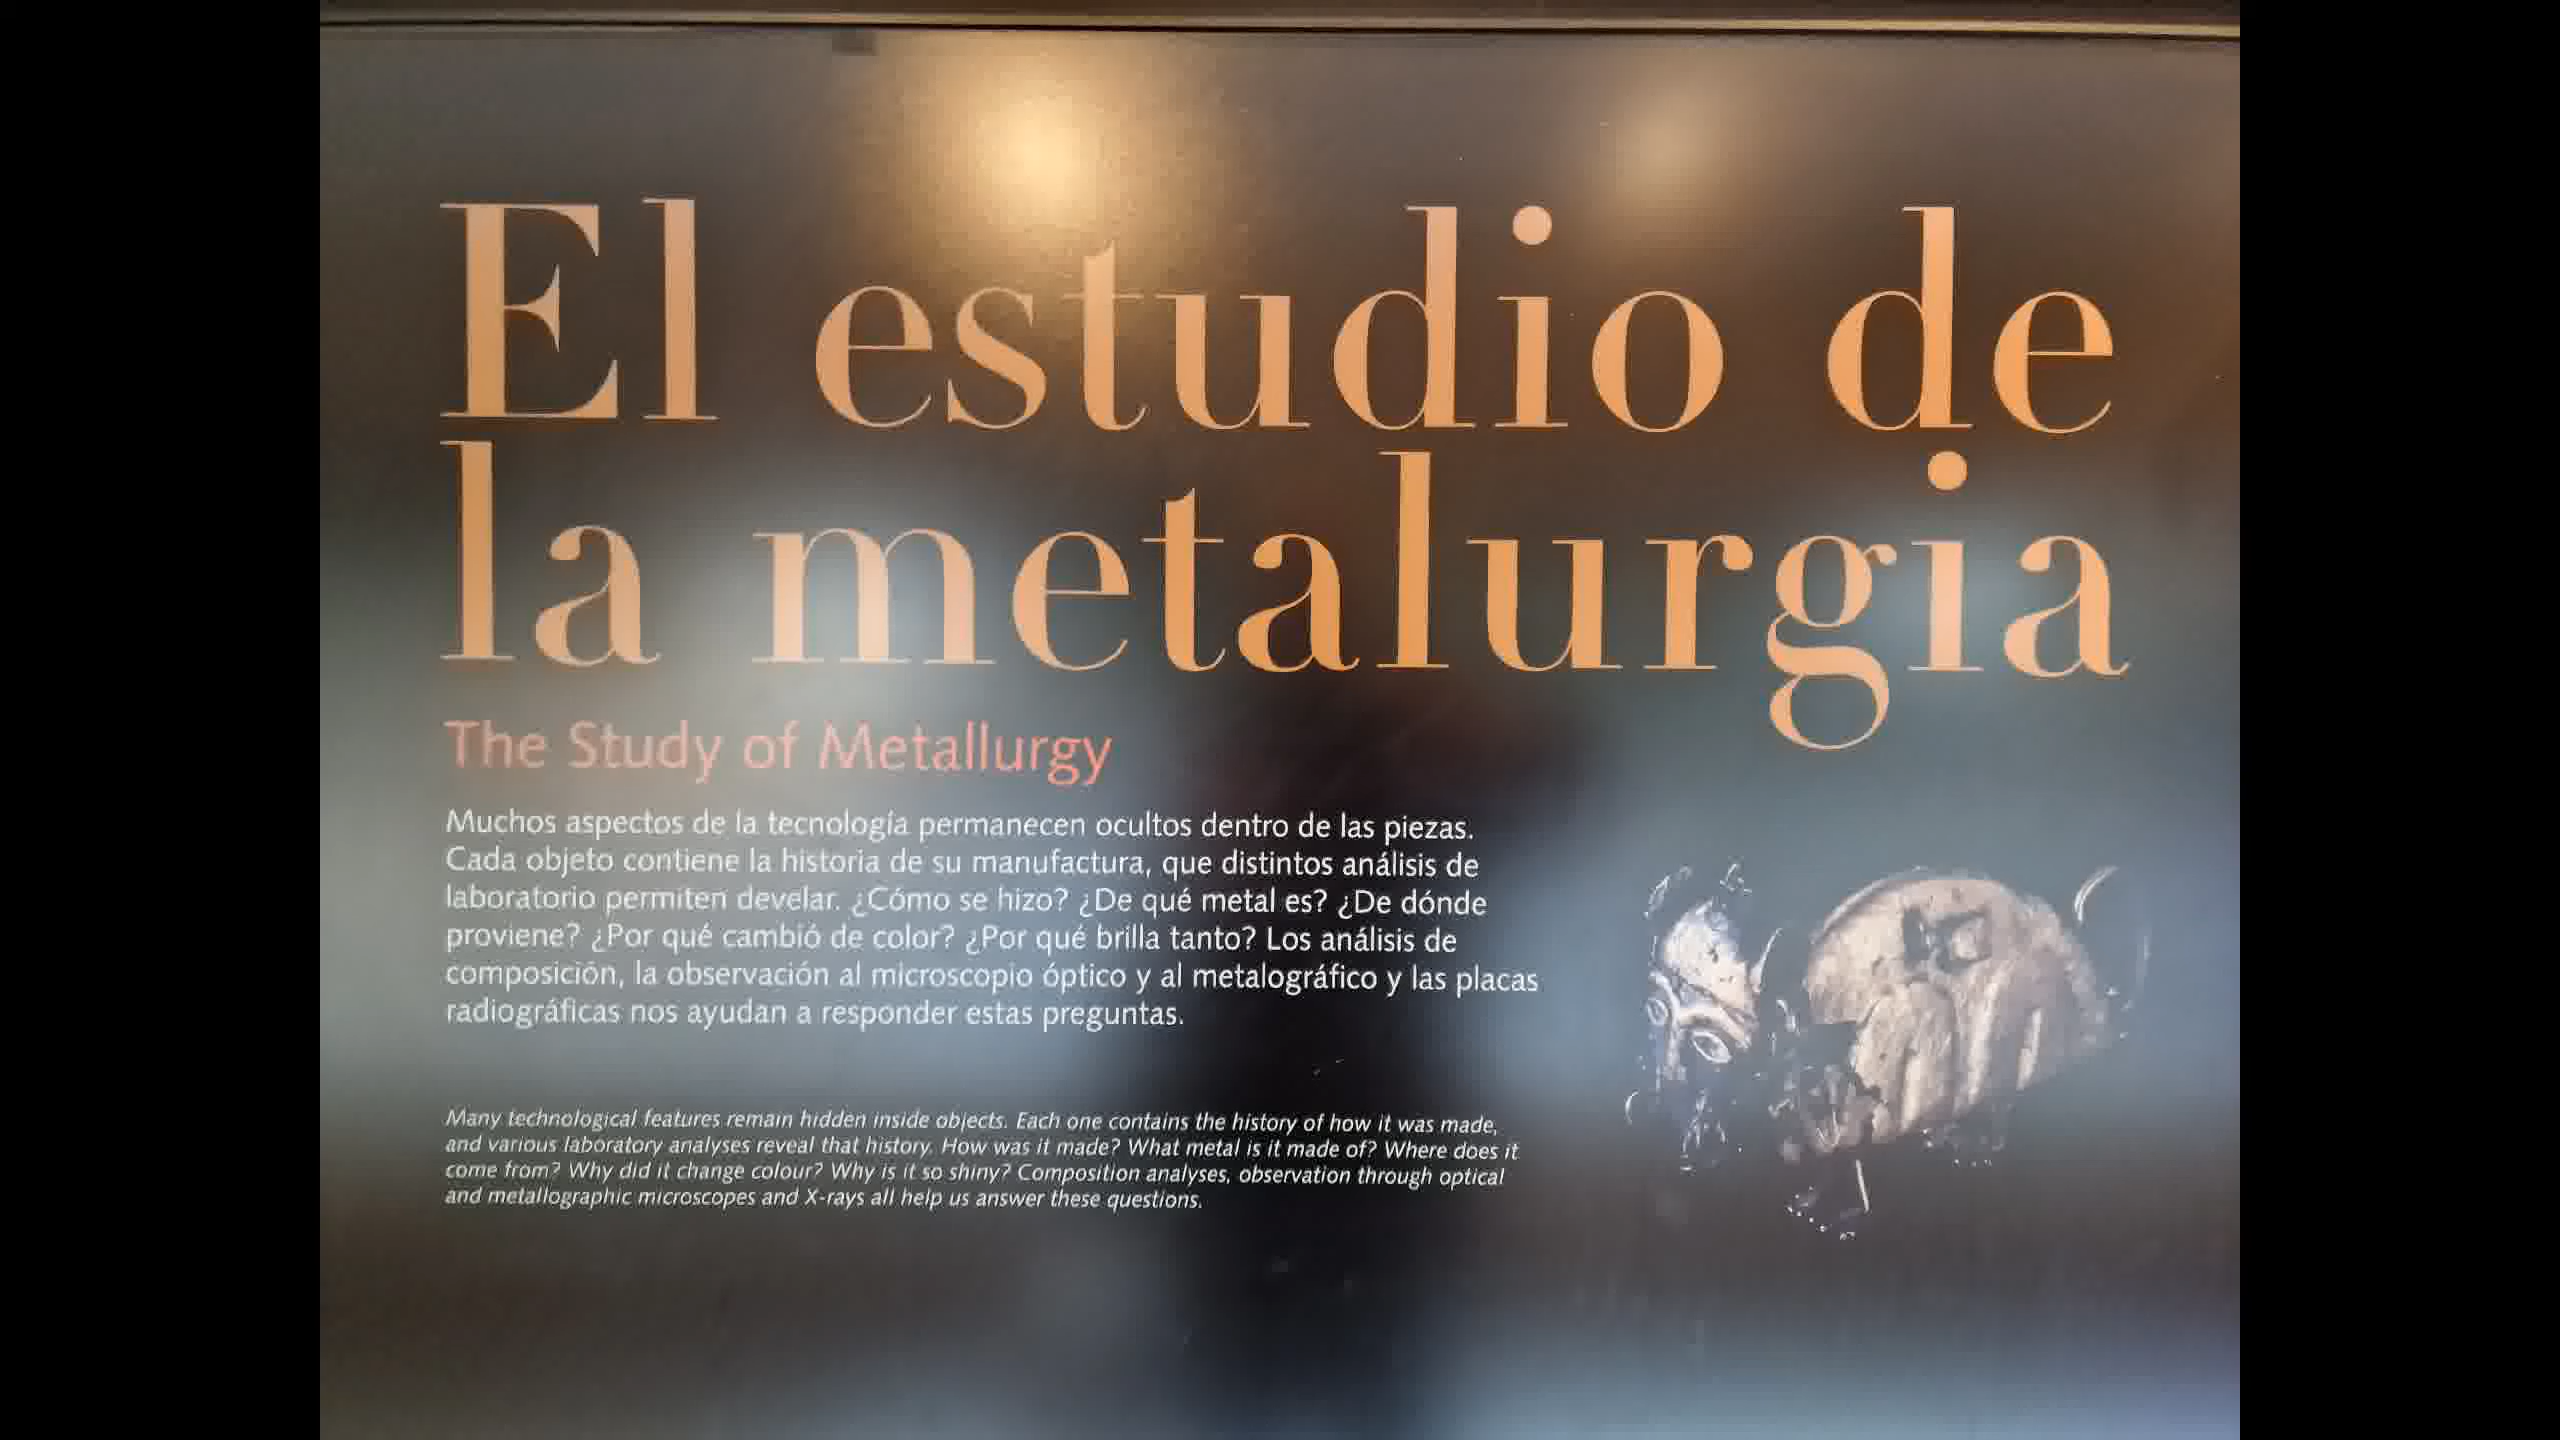 El estudio de
la metalurgia
The Study of Metallurgy
Muchos aspectos de la tecnología permanecen ocultos dentro de las piezas.
Cada objeto contiene la historia de su manufactura, que distintos análisis de
laboratorio permiten develar. ¿Cómo se hizo? ¿De qué metal es? ¿De dónde
proviene? ¿Por qué cambió de color? ¿Por qué brilla tanto? Los análisis de
composición, la observación al microscopio óptico y al metalográfico y las placas
radiográficas nos ayudan a responder estas preguntas.
Many technological features remain hidden inside objects. Each one contains the history of how it was made,
and various laboratory analyses reveal that history. How was it made? What metal is it made of? Where does it
come from? Why did it change colour? Why is it so shiny? Composition analyses, observation through optical
and metallographic microscopes and X-rays all help us answer these questions.